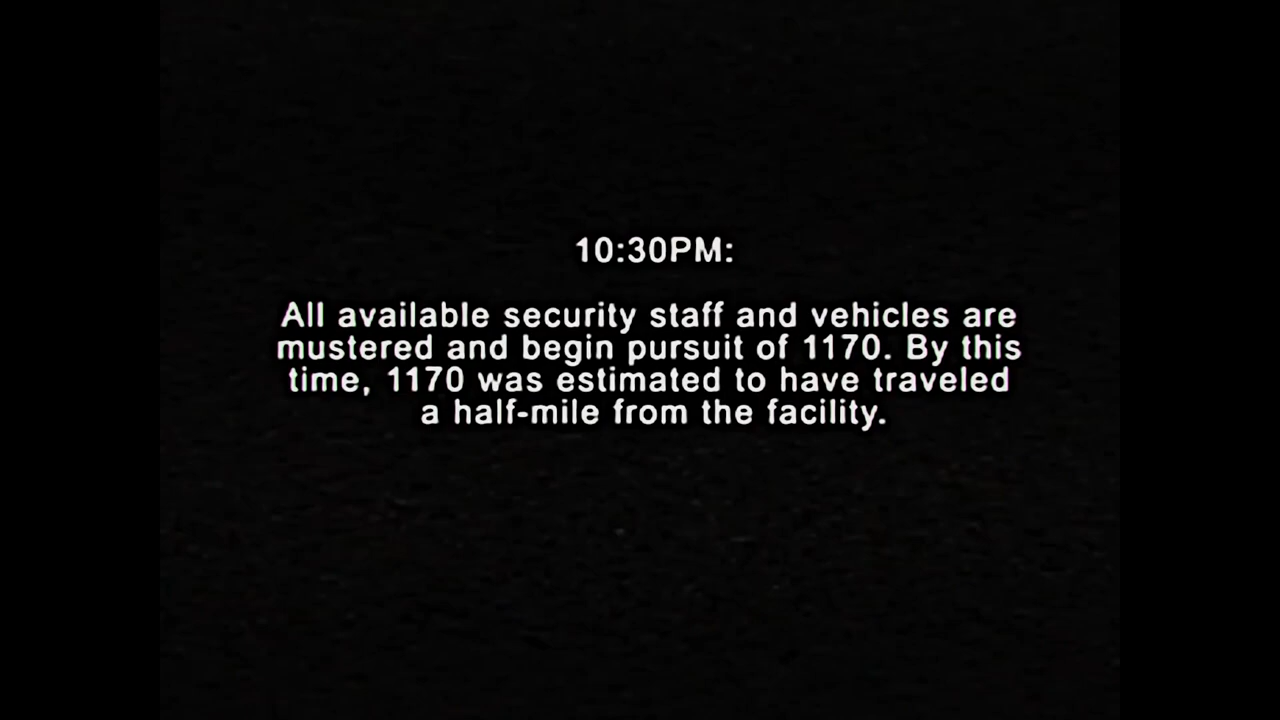 10:30PM:
All available security staff and vehicles are
mustered and begin pursuit of 1170. By this
time, 1170 was estimated to have traveled
a half-mile from the facility.